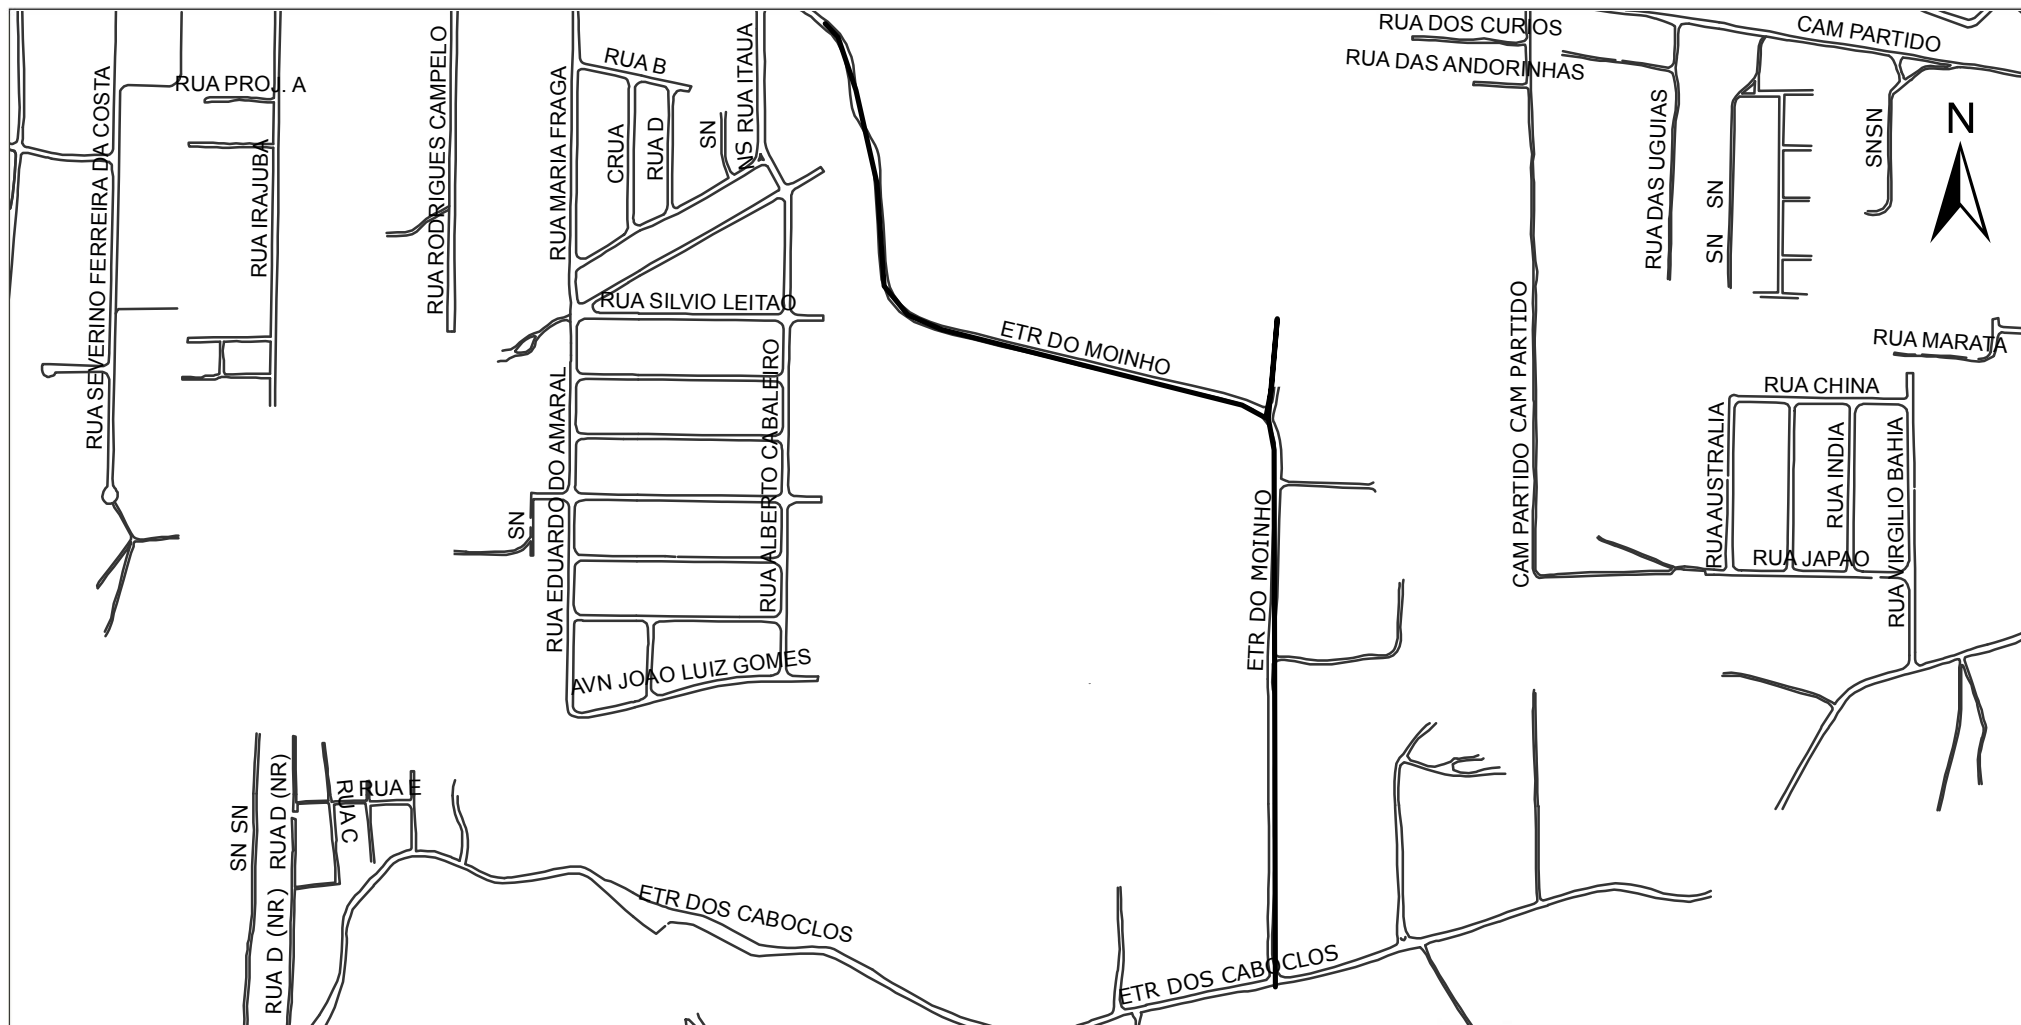 RUA DOS CURIOS
CAM PARTIDO
RUA DAS ANDORINHAS
RUA B
RUA PROJ. A
RUA SEVERINO FERREIRA DA COSTA
RUA IRAJUBA
RUA RODRIGUES CAMPELO
RUA MARIA FRAGA
CRUA
RUA D
SN
RUA ITAUA
RUA DAS UGUIAS
SN
SN
SNSN
N
RUA SILVIO LEITAO
ETR DO MOINHO
CAM PARTIDO CAM PARTIDO
RUA MARATA
RUA CHINA
RUA AUSTRALIA
RUA INDIA
RUA VIRGILIO BAHIA
RUA JAPAO
RUA EDUARDO DO AMARAL
RUA ALBERTO CABALEIRO
SN
ETR DO MOINHO
AVN JOAO LUIZ GOMES
SN SN
RUA D (NR)
RUA D (NR)
RUA C
RUA E
ETR DOS CABOCLOS
ETR DOS CABOCLOS